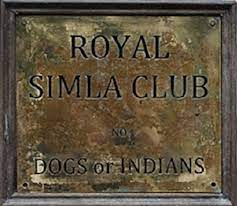 ROYAL
SIMLA CLUB
NO
DOGS or INDIANS